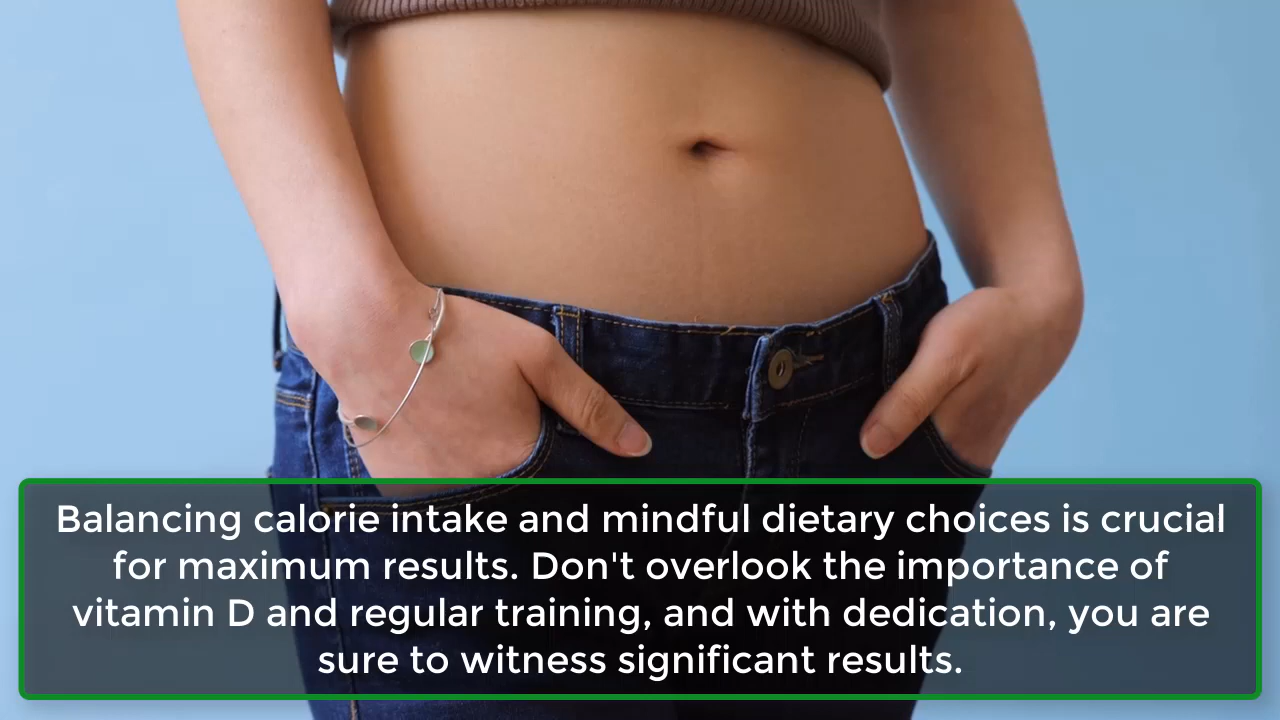 Balancing calorie intake and mindful dietary choices is crucial
for maximum results. Don't overlook the importance of
vitamin D and regular training, and with dedication, you are
sure to witness significant results.